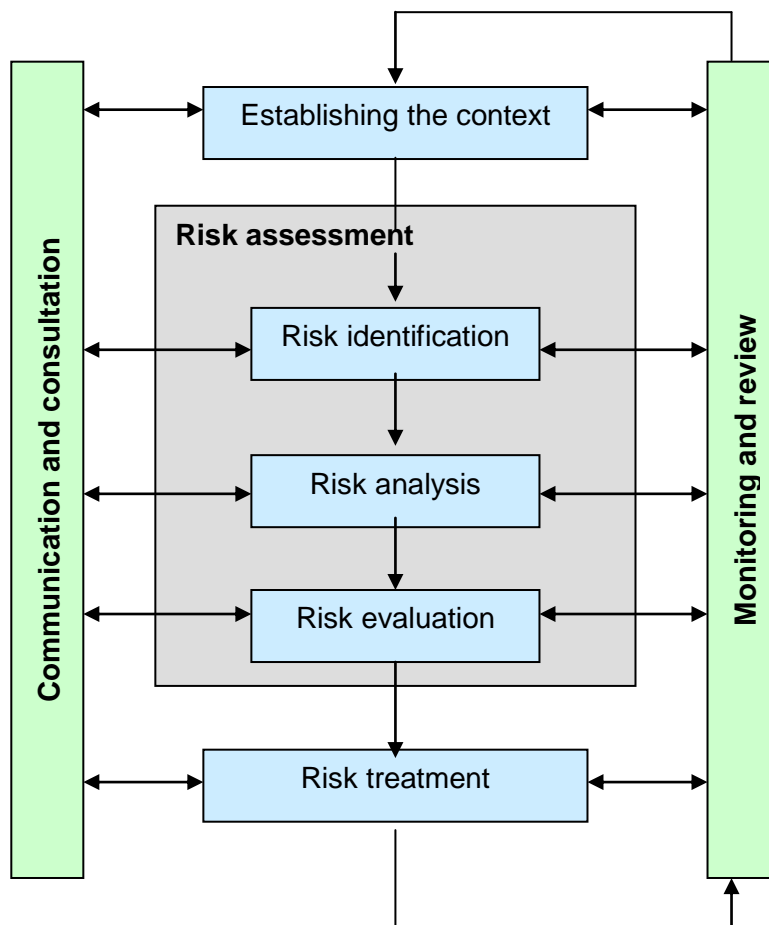 Establishing the context
Risk assessment
Risk identification
Risk analysis
Risk evaluation
Risk treatment
Communication and consultation
Monitoring and review